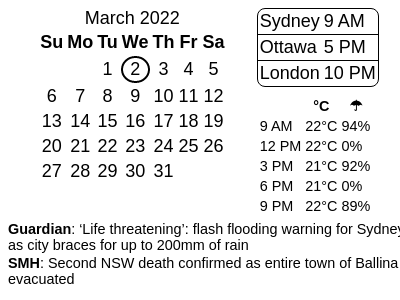 March 2022
Su Mo Tu We Th Fr Sa
1 2 3 4 5
6 7 8 9 10 11 12
13 14 15 16 17 18 19
20 21 22 23 24 25 26
27 28 29 30 31
Sydney 9 AM
Ottawa 5 PM
London 10 PM
°C ☂
9 AM 22°C 94%
12 PM 22°C 0%
3 PM 21°C 92%
6 PM 21°C 0%
9 PM 22°C 89%
Guardian: ‘Life threatening’: flash flooding warning for Sydney
as city braces for up to 200mm of rain
SMH: Second NSW death confirmed as entire town of Ballina
evacuated